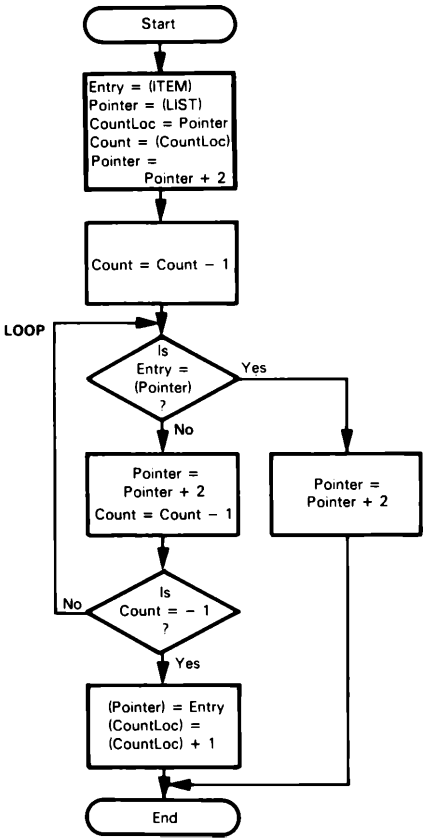 Start
Entry = (ITEM)
Pointer = (LIST)
CountLoc = Pointer
Count = (CountLoc)
Pointer =
Pointer + 2
Count = Count - 1
LOOP
Is
Entry =
(Pointer)
?
Yes
No
Pointer =
Pointer + 2
Count = Count - 1
Pointer =
Pointer + 2
Is
Count = - 1
?
No
Yes
(Pointer) = Entry
(CountLoc) =
(CountLoc) + 1
End